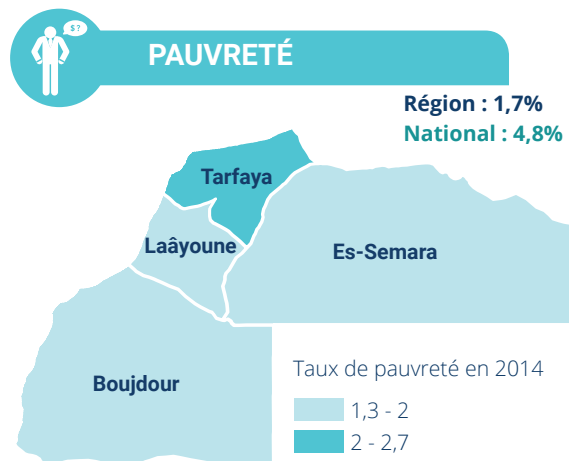 $ ?
PAUVRETÉ
Région : 1,7%
National : 4,8%
Tarfaya
Laâyoune
Es-Semara
Boujdour
Taux de pauvreté en 2014
1,3 - 2
2 - 2,7